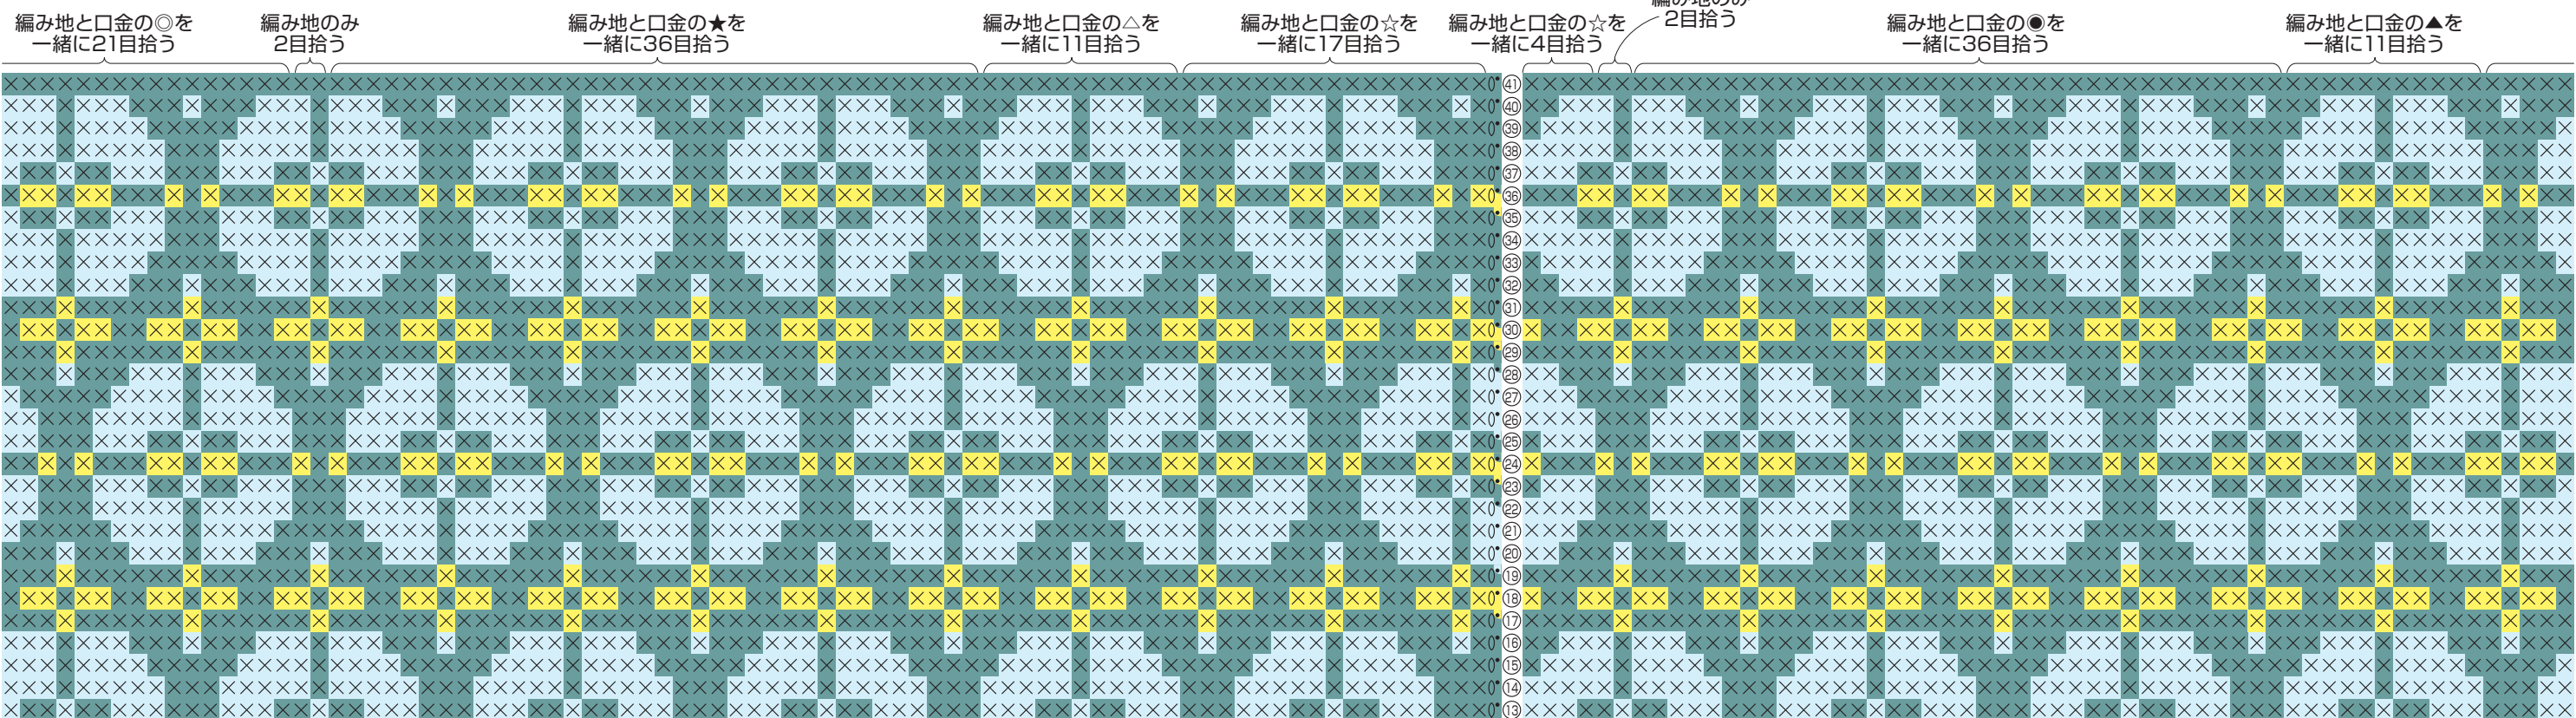 編み地と口金の◎を
一緒に21目拾う
編み地のみ
2目拾う
編み地と口金の★を
一緒に36目拾う
編み地と口金の△を
一緒に11目拾う
編み地と口金の☆を
一緒に17目拾う
編み地と口金の☆を
一緒に4目拾う
編み地のみ
2目拾う
編み地と口金の◉を
一緒に36目拾う
編み地と口金の▲を
一緒に11目拾う
㊶
㊵
㊴
㊳
㊲
㊱
㉟
㉞
㉝
㉜
㉛
㉚
㉙
㉘
㉗
㉖
㉕
㉔
㉓
㉒
㉑
⑳
⑲
⑱
⑰
⑯
⑮
⑭
⑬